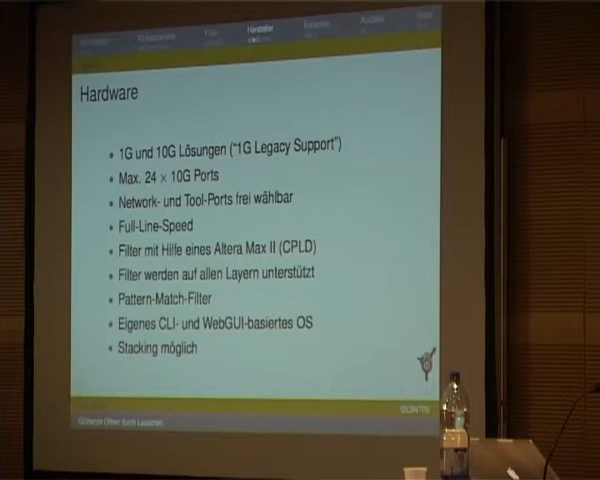 Hersteller
Hardware
1G und 10G Lösungen ("1G Legacy Support")
Max. 24 × 10G Ports
Network- und Tool-Ports frei wählbar
Full-Line-Speed
Filter mit Hilfe eines Altera Max II (CPLD)
Filter werden auf allen Layern unterstützt
Pattern-Match-Filter
Eigenes CLI- und WebGUI-basiertes OS
Stacking möglich